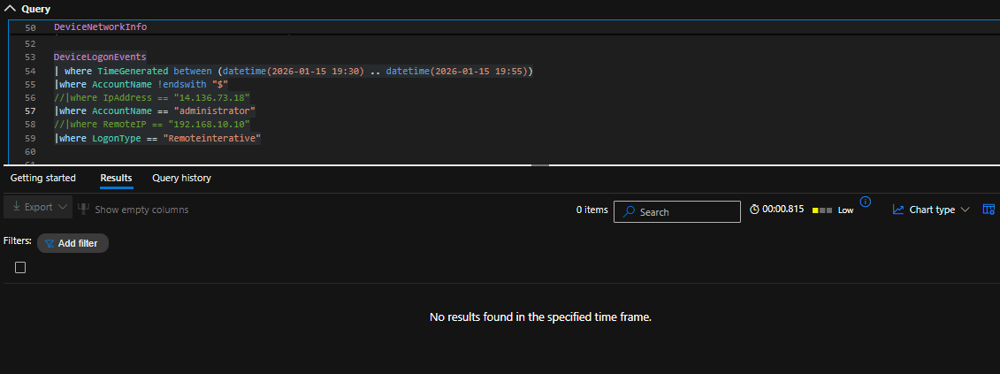 Query
50 DeviceNetworkInfo
52
53 DeviceLogonEvents
54 | where TimeGenerated between (datetime(2026-01-15 19:30) .. datetime(2026-01-15 19:55))
55 |where AccountName !endswith "$"
56 //|where IpAddress == "14.136.73.18"
57 |where AccountName == "administrator"
58 //|where RemoteIP == "192.168.10.10"
59 |where LogonType == "Remoteinterative"
60
Getting started Results Query history
Export Show empty columns 0 items Search 00:00.815 Low Chart type
Filters: Add filter
No results found in the specified time frame.